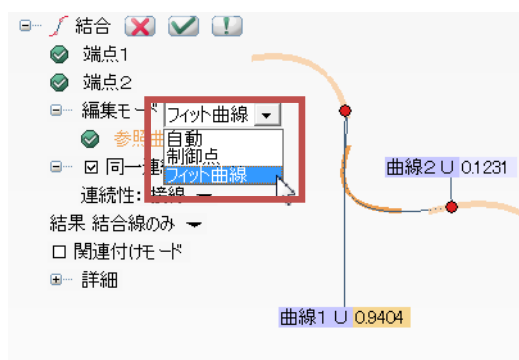 結合
端点1
端点2
編集モード フィット曲線
自動
参照曲
制御点
同一連
フィット曲線
連続性: 接線
結果 結合線のみ
関連付けモード
詳細
曲線2 U 0.1231
曲線1 U 0.9404